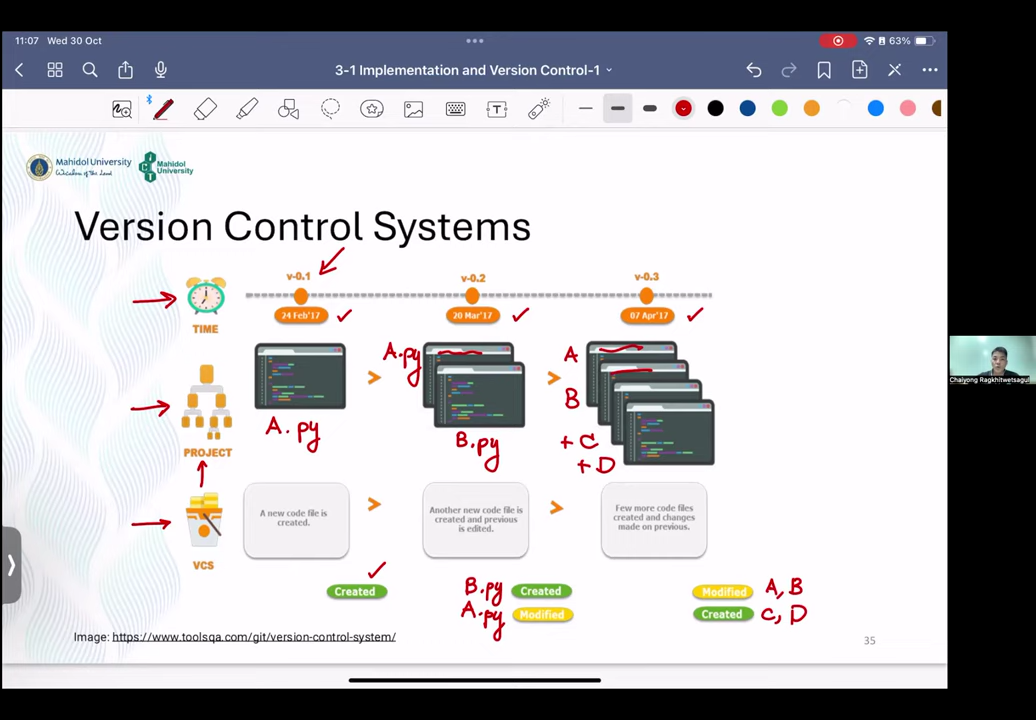 11:07 Wed 30 Oct
63%
3-1 Implementation and Version Control-1
Mahidol University
Wisdom of the Land
Mahidol
University
Version Control Systems
v-0.1
v-0.2
v-0.3
TIME
24 Feb'17
20 Mar'17
07 Apr'17
A.py
A
B
PROJECT
A.py
B.py
+ C
+ D
A new code file is
created.
Another new code file is
created and previous
is edited.
Few more code files
created and changes
made on previous.
VCS
Created
B.py Created
A.py Modified
Modified A, B
Created C, D
Image: https://www.toolsqa.com/git/version-control-system/
35
Chaiyong Ragkhitwetsagul